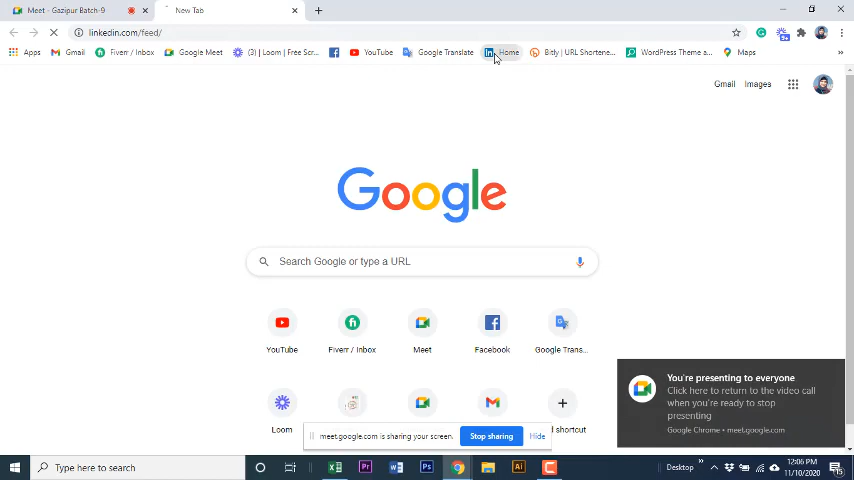 Meet - Gazipur Batch-9
New Tab
linkedin.com/feed/
Apps Gmail Fiverr / Inbox Google Meet (3) | Loom | Free Scr... YouTube Google Translate Home Bitly | URL Shortene... WordPress Theme a... Maps
Gmail Images
Google
Search Google or type a URL
YouTube Fiverr / Inbox Meet Facebook Google Trans...
Loom
shortcut
You're presenting to everyone
Click here to return to the video call
when you're ready to stop
presenting
Google Chrome • meet.google.com
meet.google.com is sharing your screen. Stop sharing Hide
Type here to search
Desktop
12:06 PM
11/10/2020